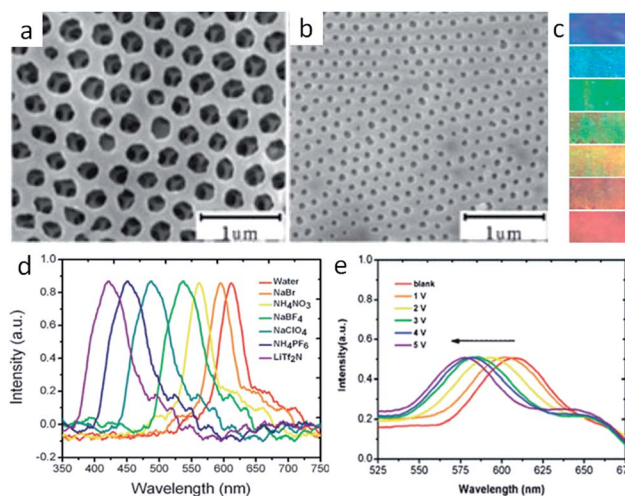 a
1um
b
1um
c
d
Intensity (a.u.)
1.0
0.8
0.6
0.4
0.2
0.0
-0.2
Water
NaBr
NH₄NO₃
NaBF₄
NaClO₄
NH₄PF₆
LiTf₂N
350 400 450 500 550 600 650 700 750
Wavelength (nm)
e
Intensity(a.u.)
1.0
0.8
0.6
0.4
0.2
0.0
blank
1 V
2 V
3 V
4 V
5 V
525 550 575 600 625 650 675
Wavelength (nm)